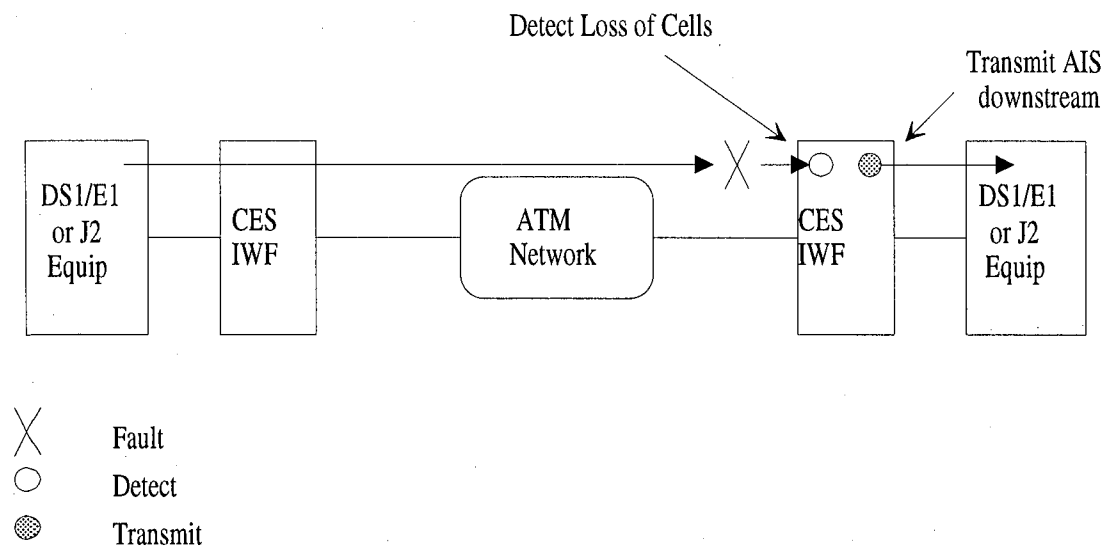 Detect Loss of Cells
Transmit AIS
downstream
DS1/E1
or J2
Equip
CES
IWF
ATM
Network
CES
IWF
DS1/E1
or J2
Equip
Fault
Detect
Transmit